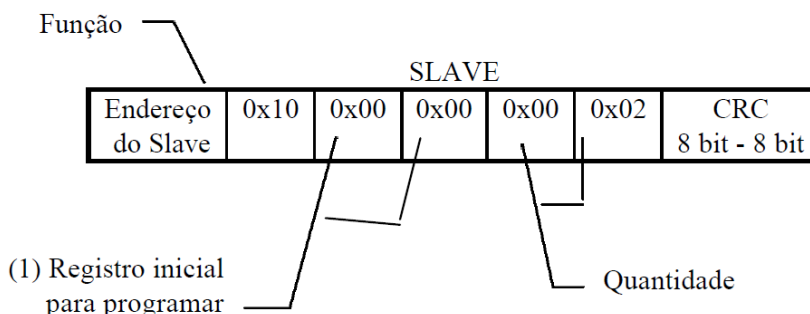 Função
SLAVE
Endereço do Slave 0x10 0x00 0x00 0x00 0x02 CRC 8 bit - 8 bit
(1) Registro inicial
para programar
Quantidade